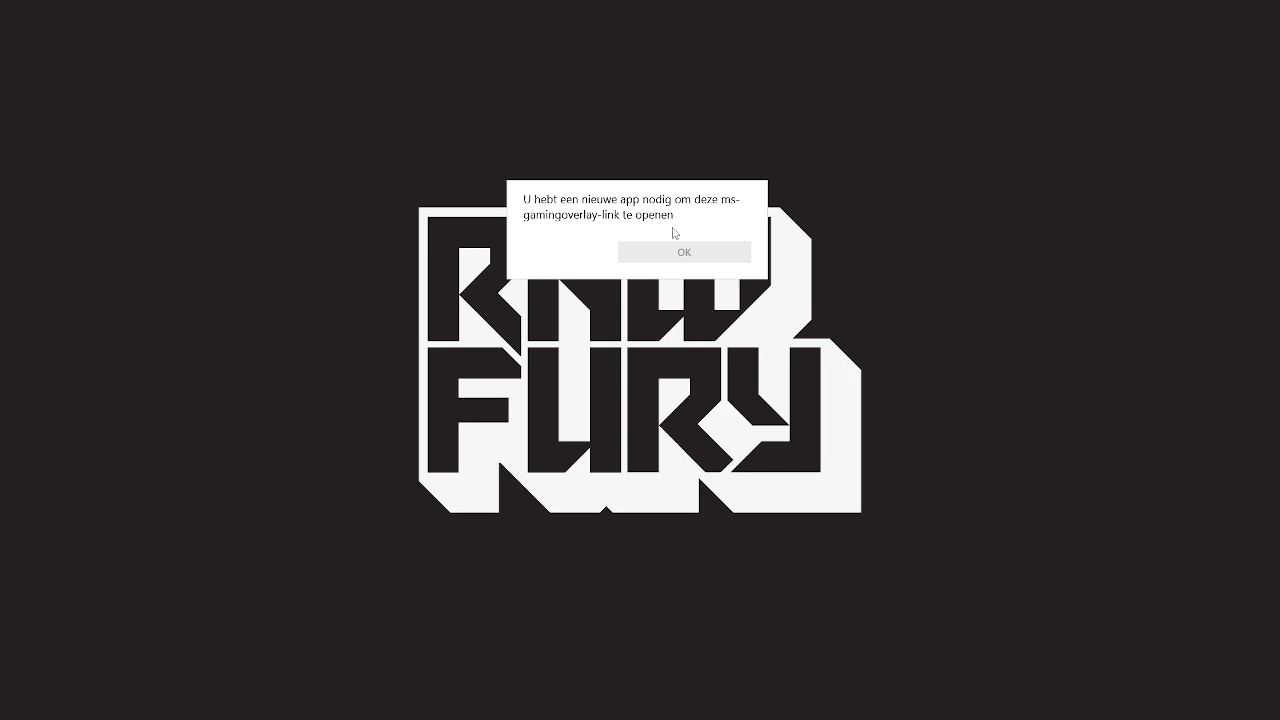 U hebt een nieuwe app nodig om deze ms-
gamingoverlay-link te openen
OK
RAW
FURY